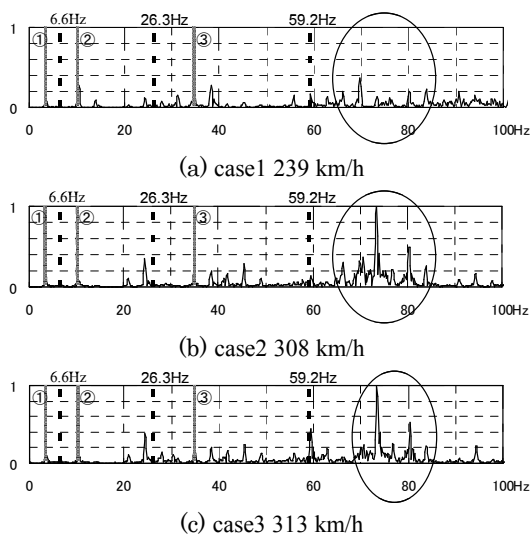 6.6Hz 26.3Hz 59.2Hz
1 ① ② ③
0
0 20 40 60 80 100Hz
(a) case1 239 km/h
6.6Hz 26.3Hz 59.2Hz
1 ① ② ③
0
0 20 40 60 80 100Hz
(b) case2 308 km/h
6.6Hz 26.3Hz 59.2Hz
1 ① ② ③
0
0 20 40 60 80 100Hz
(c) case3 313 km/h